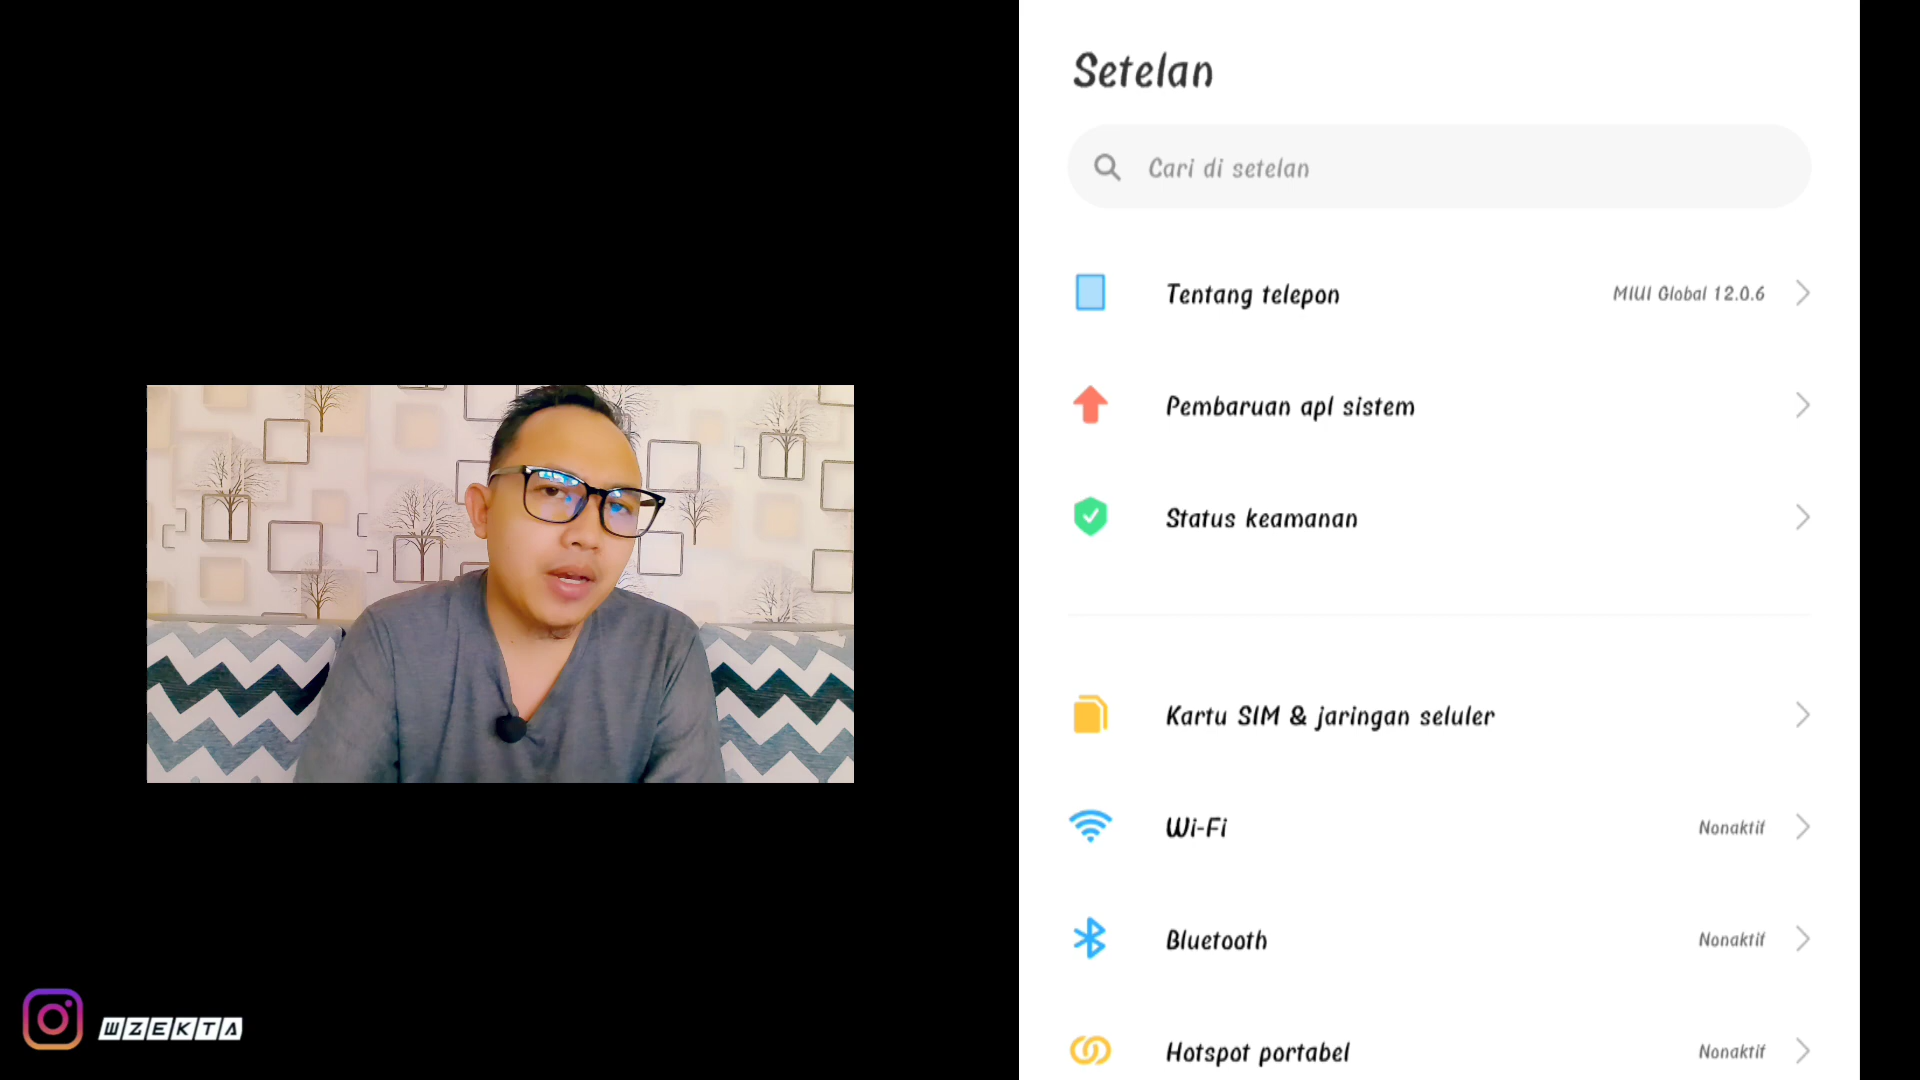 Setelan
Cari di setelan
Tentang telepon MIUI Global 12.0.6
Pembaruan apl sistem
Status keamanan
Kartu SIM & jaringan seluler
Wi-Fi Nonaktif
Bluetooth Nonaktif
Hotspot portabel Nonaktif
WZEKTA